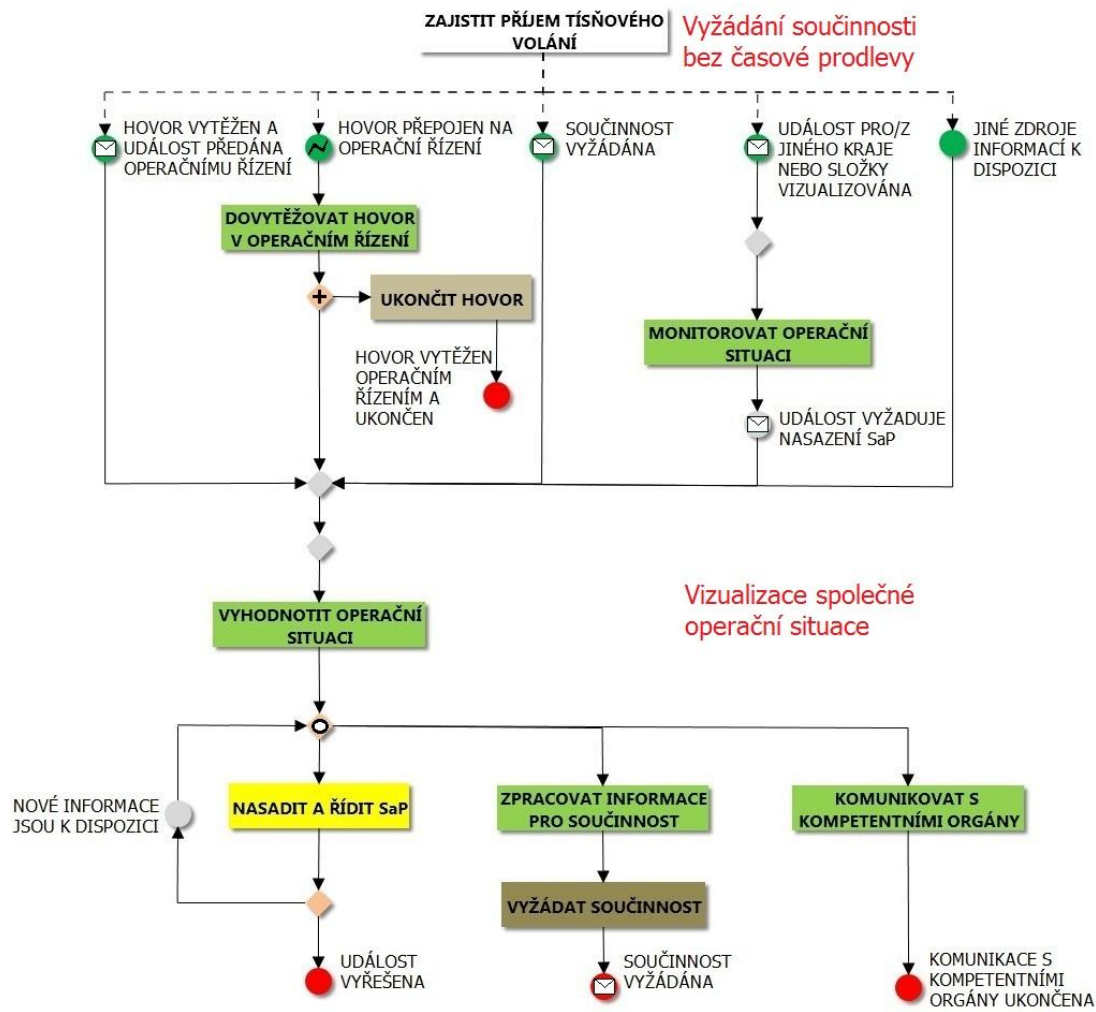 ZAJISTIT PŘÍJEM TÍSŇOVÉHO
VOLÁNÍ
Vyžádání součinnosti
bez časové prodlevy
HOVOR VYTĚŽEN A
UDÁLOST PŘEDÁNA
OPERAČNÍMU ŘÍZENÍ
HOVOR PŘEPOJEN NA
OPERAČNÍ ŘÍZENÍ
SOUČINNOST
VYŽÁDÁNA
UDÁLOST PRO/Z
JINÉHO KRAJE
NEBO SLOŽKY
VIZUALIZOVÁNA
JINÉ ZDROJE
INFORMACÍ K
DISPOZICI
DOVYTĚŽOVAT HOVOR
V OPERAČNÍM ŘÍZENÍ
UKONČIT HOVOR
HOVOR VYTĚŽEN
OPERAČNÍM
ŘÍZENÍM A
UKONČEN
MONITOROVAT OPERAČNÍ
SITUACI
UDÁLOST VYŽADUJE
NASAZENÍ SaP
VYHODNOTIT OPERAČNÍ
SITUACI
Vizualizace společné
operační situace
NOVÉ INFORMACE
JSOU K DISPOZICI
NASADIT A ŘÍDIT SaP
ZPRACOVAT INFORMACE
PRO SOUČINNOST
KOMUNIKOVAT S
KOMPETENTNÍMI ORGÁNY
VYŽÁDAT SOUČINNOST
UDÁLOST
VYŘEŠENA
SOUČINNOST
VYŽÁDÁNA
KOMUNIKACE S
KOMPETENTNÍMI
ORGÁNY UKONČENA